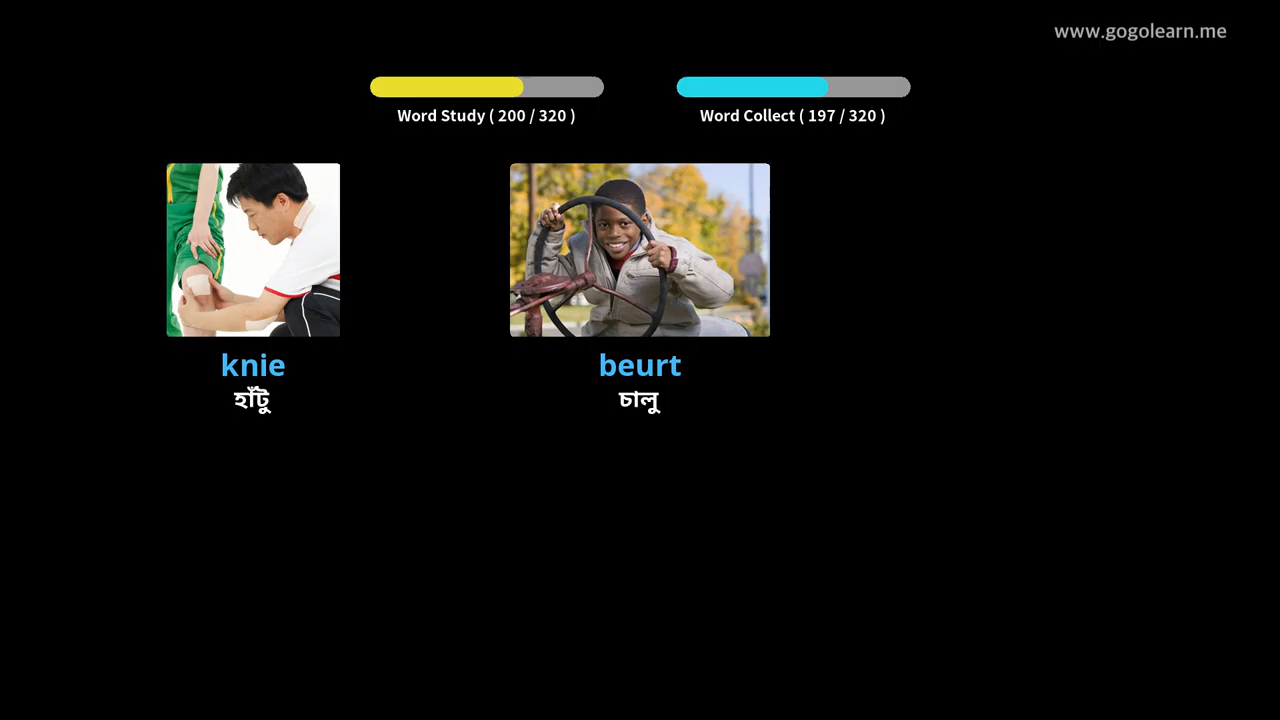 www.gogolearn.me
Word Study ( 200 / 320 )
Word Collect ( 197 / 320 )
knie
হাঁটু
beurt
চালু